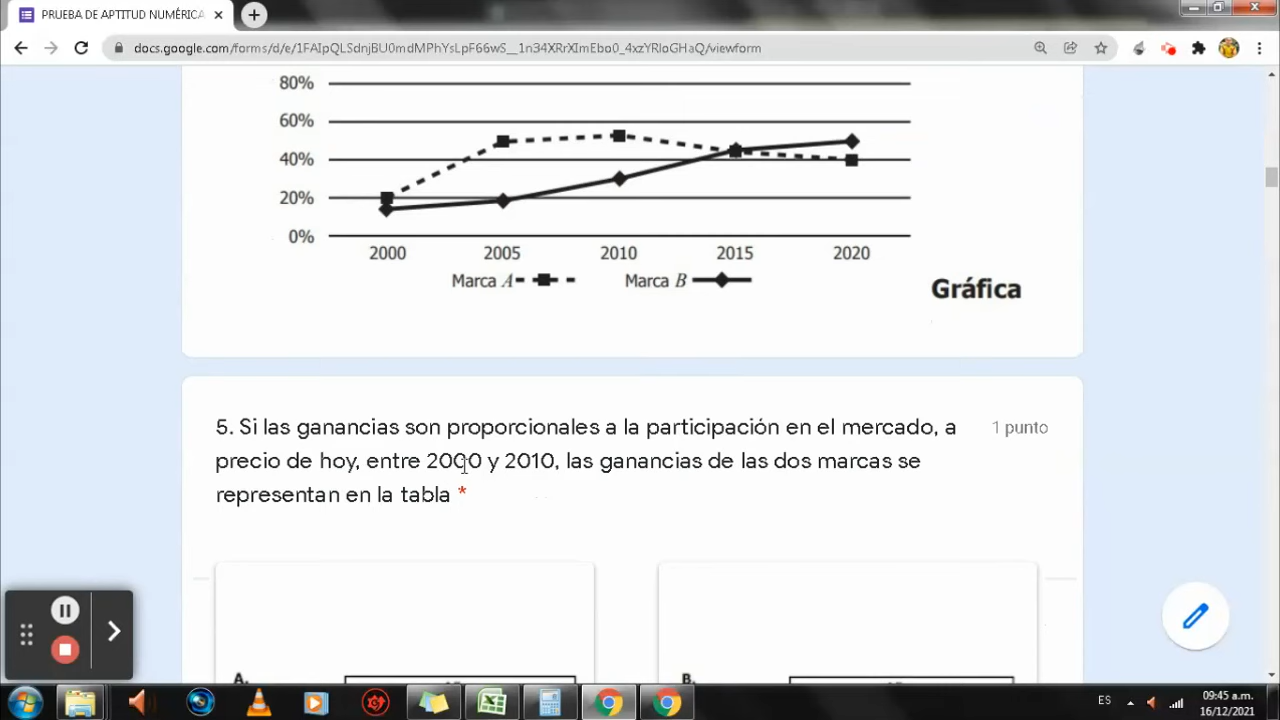 PRUEBA DE APTITUD NUMÉRICA
docs.google.com/forms/d/e/1FAIpQLSdnjBU0mdMPhYsLpF66wS__1n34XRrXImEbo0_4xzYRloGHaQ/viewform
80%
60%
40%
20%
0%
2000 2005 2010 2015 2020
Marca A Marca B
Gráfica
5. Si las ganancias son proporcionales a la participación en el mercado, a 1 punto
precio de hoy, entre 2000 y 2010, las ganancias de las dos marcas se
representan en la tabla *
A. B.
ES 09:45 a.m.
16/12/2021